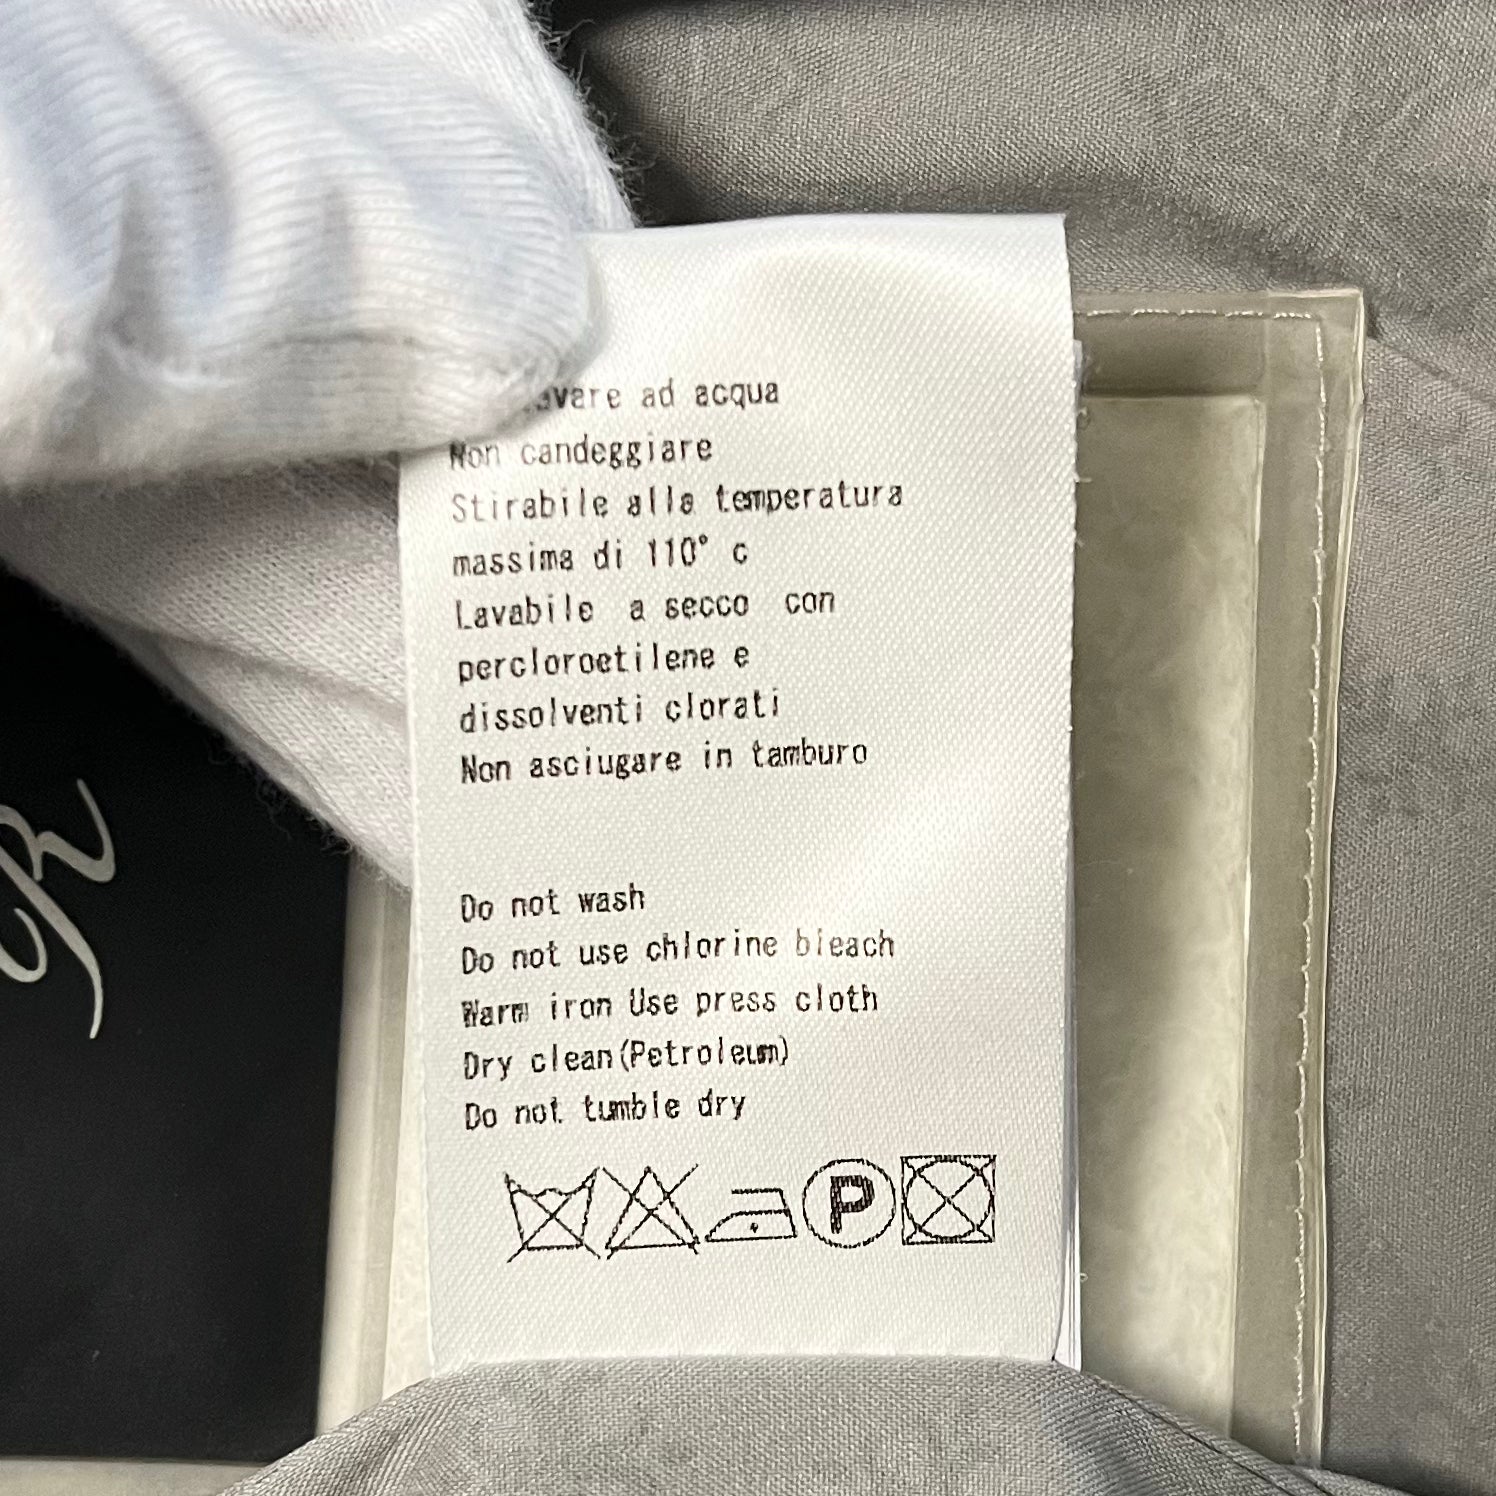 ad acqua
Non candeggiare
Stirabile alla temperatura
massima di 110° c
Lavabile a secco con
percloroetilene e
dissolventi clorati
Non asciugare in tamburo
Do not wash
Do not use chlorine bleach
Warm iron Use press cloth
Dry clean(Petroleum)
Do not tumble dry
P